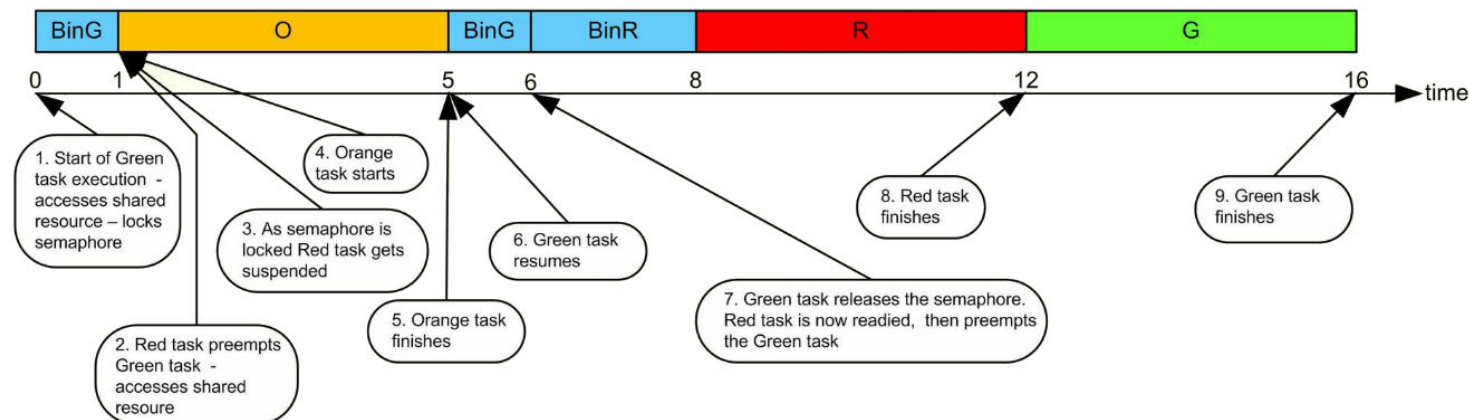 BinG O BinG BinR R G
0 1 5 6 8 12 16 time
1. Start of Green
task execution -
accesses shared
resource – locks
semaphore
2. Red task preempts
Green task -
accesses shared
resoure
3. As semaphore is
locked Red task gets
suspended
4. Orange
task starts
5. Orange task
finishes
6. Green task
resumes
7. Green task releases the semaphore.
Red task is now readied, then preempts
the Green task
8. Red task
finishes
9. Green task
finishes